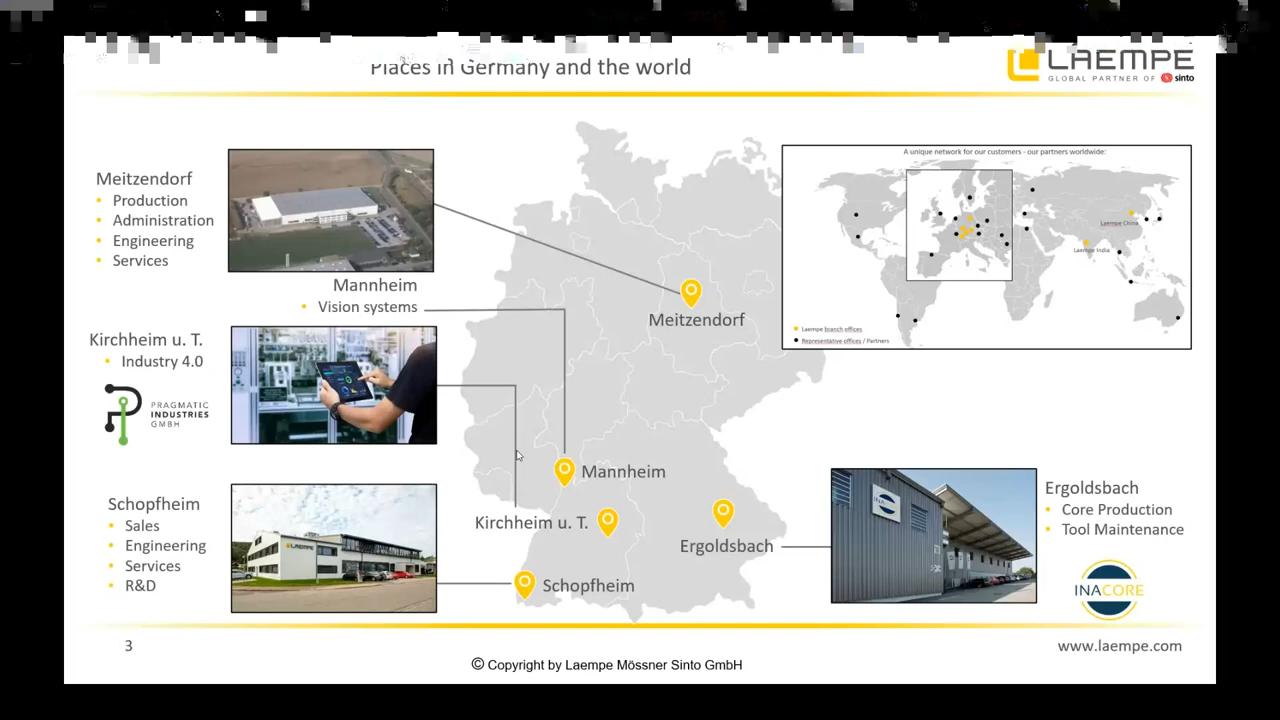 Places in Germany and the world
LAEMPE
GLOBAL PARTNER OF sinto
Meitzendorf
Production
Administration
Engineering
Services
Mannheim
Vision systems
Kirchheim u. T.
Industry 4.0
PRAGMATIC
INDUSTRIES
GMBH
Schopfheim
Sales
Engineering
Services
R&D
LAEMPE
Meitzendorf
Mannheim
Kirchheim u. T.
Ergoldsbach
Schopfheim
A unique network for our customers - our partners worldwide:
Laempe China
Laempe India
Laempe branch offices
Representative offices / Partners
Ergoldsbach
Core Production
Tool Maintenance
INACORE
3
www.laempe.com
© Copyright by Laempe Mössner Sinto GmbH